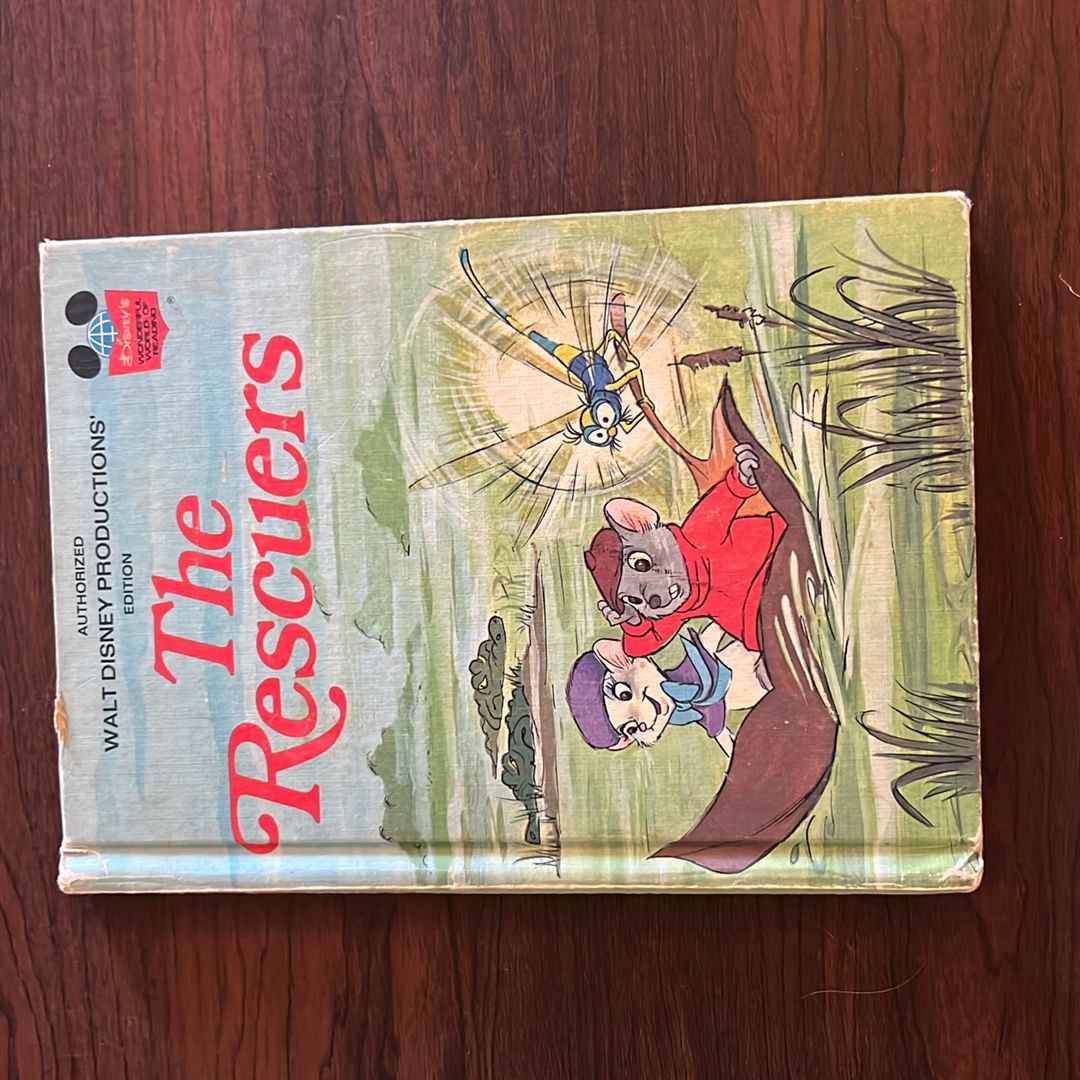 Disney's
WONDERFUL
WORLD OF
READING
®
AUTHORIZED
WALT DISNEY PRODUCTIONS'
EDITION
The
Rescuers